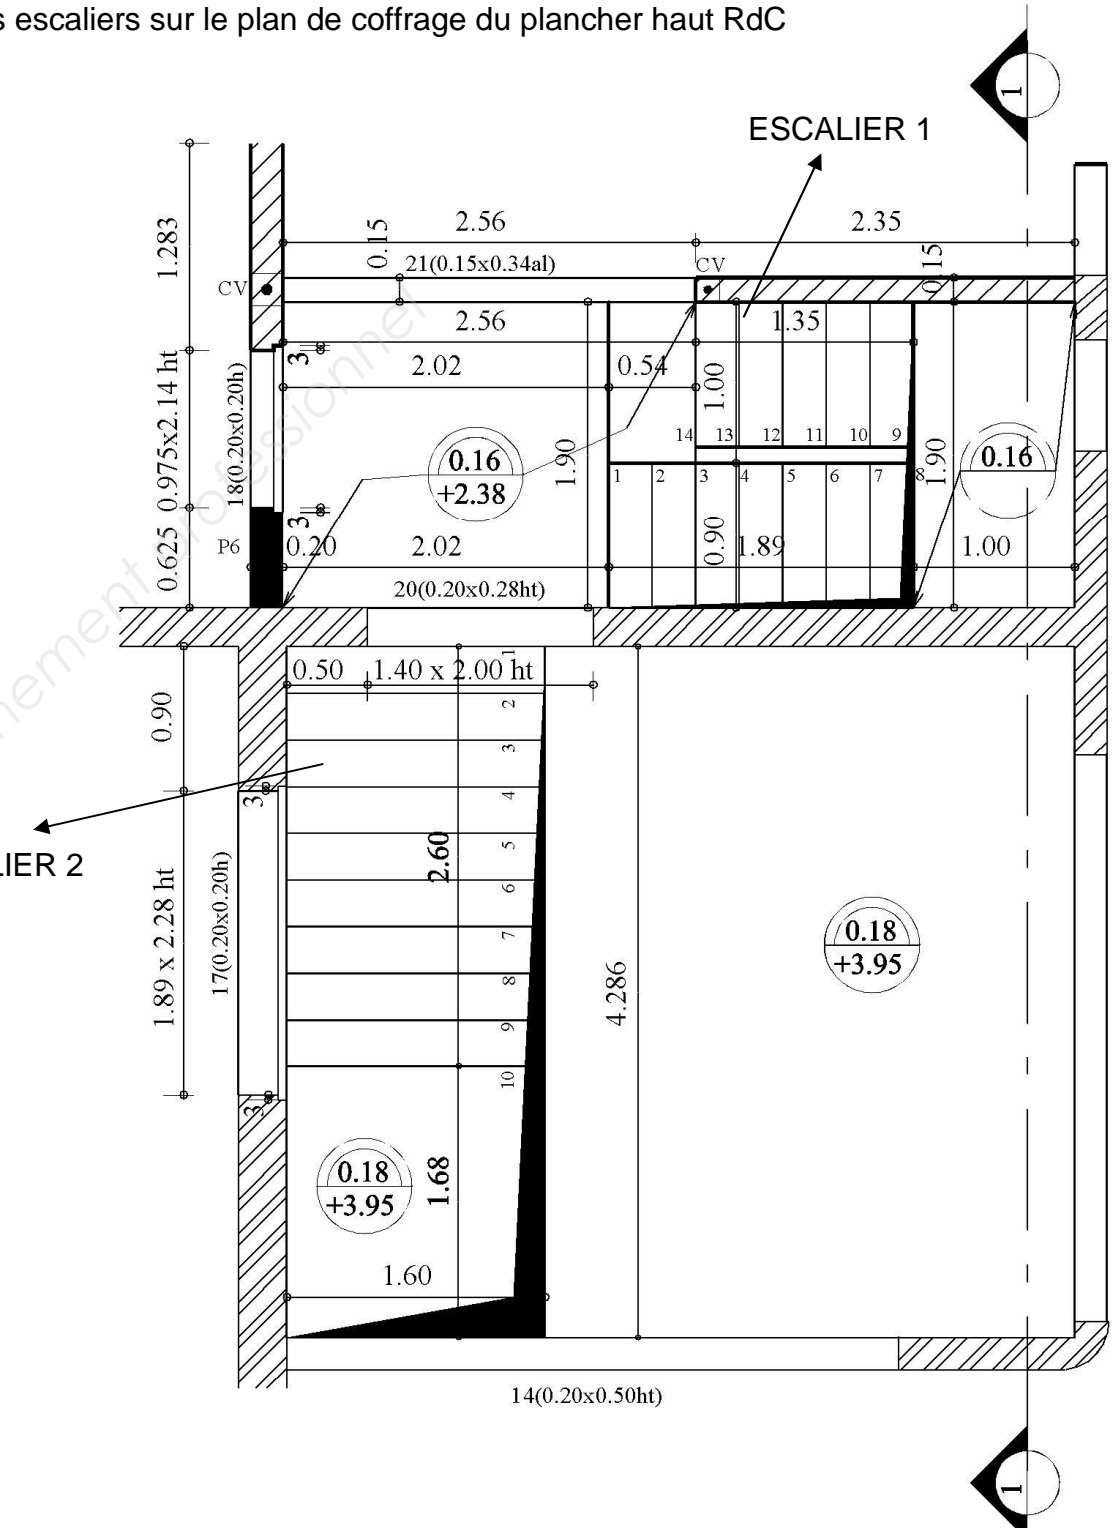 s escaliers sur le plan de coffrage du plancher haut RdC
1
ESCALIER 1
2.56
2.35
1.283
0.15
21(0.15x0.34al)
CV
0.15
CV
2.56
1.35
3
2.02
0.54
1.00
0.975x2.14 ht
18(0.20x0.20h)
14 13 12 11 10 9
0.16
+2.38
1.90
1.90
0.16
1 2 3 4 5 6 7 8
3
0.625
P6
0.20
2.02
0.90
1.89
1.00
20(0.20x0.28ht)
0.50
1.40 x 2.00 ht
1
2
0.90
3
3
4
LIER 2
2.60
5
6
1.89 x 2.28 ht
17(0.20x0.20h)
7
0.18
+3.95
8
4.286
9
10
3
0.18
+3.95
1.68
1.60
14(0.20x0.50ht)
1
nement professionnel